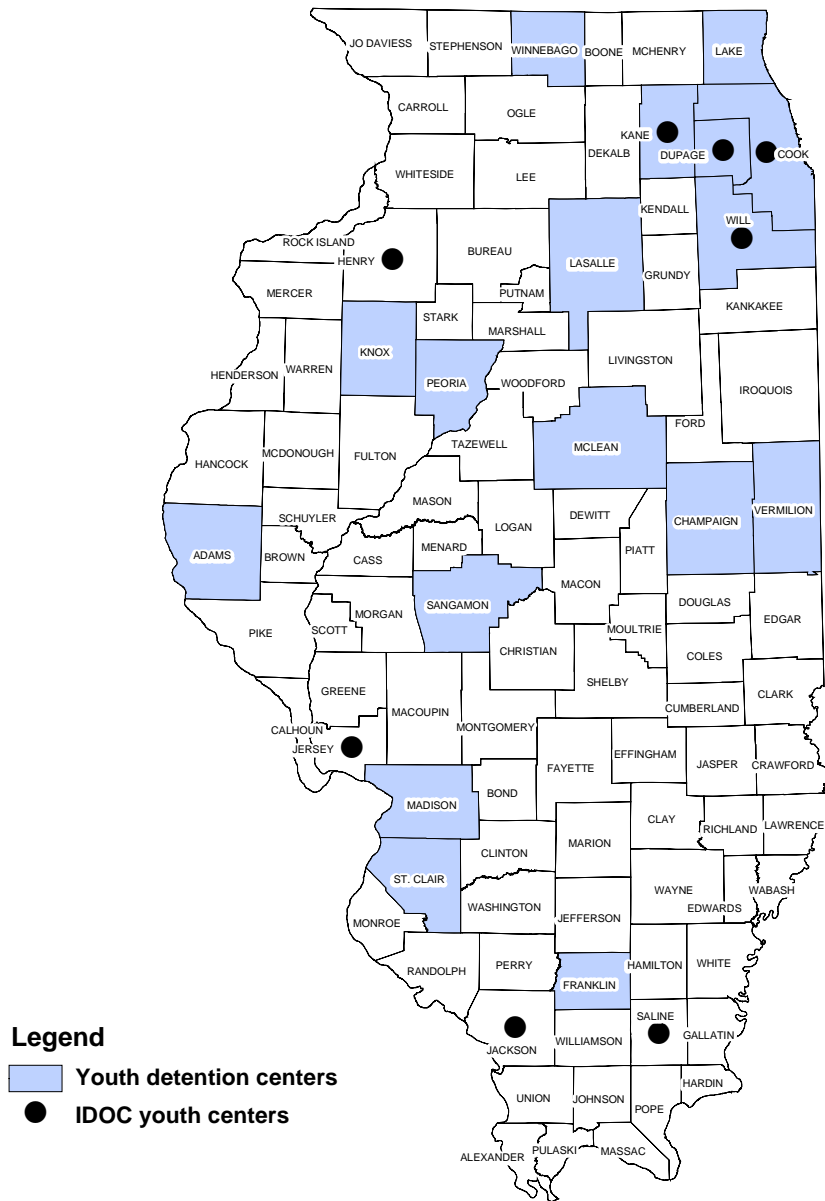 JO DAVIESS
STEPHENSON
WINNEBAGO
BOONE
MCHENRY
LAKE
CARROLL
OGLE
KANE
DEKALB
DUPAGE
COOK
WHITESIDE
LEE
KENDALL
WILL
ROCK ISLAND
HENRY
BUREAU
LASALLE
GRUNDY
MERCER
PUTNAM
KANKAKEE
STARK
MARSHALL
KNOX
LIVINGSTON
HENDERSON
WARREN
PEORIA
WOODFORD
IROQUOIS
FORD
HANCOCK
MCDONOUGH
FULTON
TAZEWELL
MCLEAN
MASON
SCHUYLER
LOGAN
DEWITT
CHAMPAIGN
VERMILION
ADAMS
BROWN
CASS
MENARD
PIATT
MACON
SANGAMON
DOUGLAS
PIKE
SCOTT
MORGAN
MOULTRIE
EDGAR
CHRISTIAN
COLES
GREENE
SHELBY
CLARK
MACOUPIN
CUMBERLAND
CALHOUN
JERSEY
MONTGOMERY
EFFINGHAM
FAYETTE
JASPER
CRAWFORD
MADISON
BOND
CLAY
RICHLAND
LAWRENCE
MARION
CLINTON
ST. CLAIR
WAYNE
WABASH
EDWARDS
WASHINGTON
JEFFERSON
MONROE
RANDOLPH
PERRY
HAMILTON
WHITE
FRANKLIN
SALINE
JACKSON
WILLIAMSON
GALLATIN
HARDIN
UNION
JOHNSON
POPE
ALEXANDER
PULASKI
MASSAC
Legend
Youth detention centers
IDOC youth centers